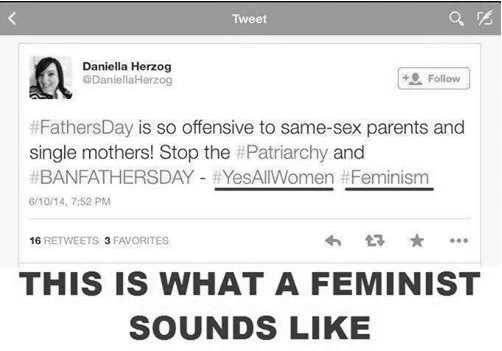 Tweet
Daniella Herzog
@DaniellaHerzog
Follow
#FathersDay is so offensive to same-sex parents and
single mothers! Stop the #Patriarchy and
#BANFATHERSDAY - #YesAllWomen #Feminism
6/10/14, 7:52 PM
16 RETWEETS 3 FAVORITES
THIS IS WHAT A FEMINIST
SOUNDS LIKE